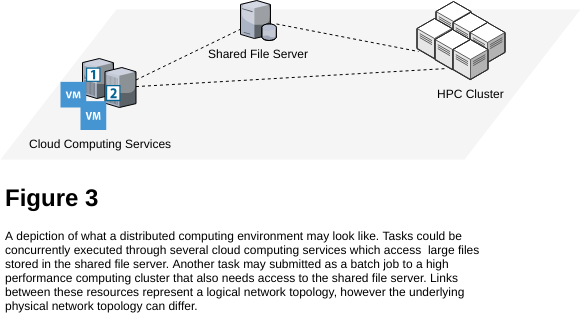 Shared File Server
HPC Cluster
1
2
VM
VM
Cloud Computing Services
Figure 3
A depiction of what a distributed computing environment may look like. Tasks could be
concurrently executed through several cloud computing services which access  large files
stored in the shared file server. Another task may submitted as a batch job to a high
performance computing cluster that also needs access to the shared file server. Links
between these resources represent a logical network topology, however the underlying
physical network topology can differ.